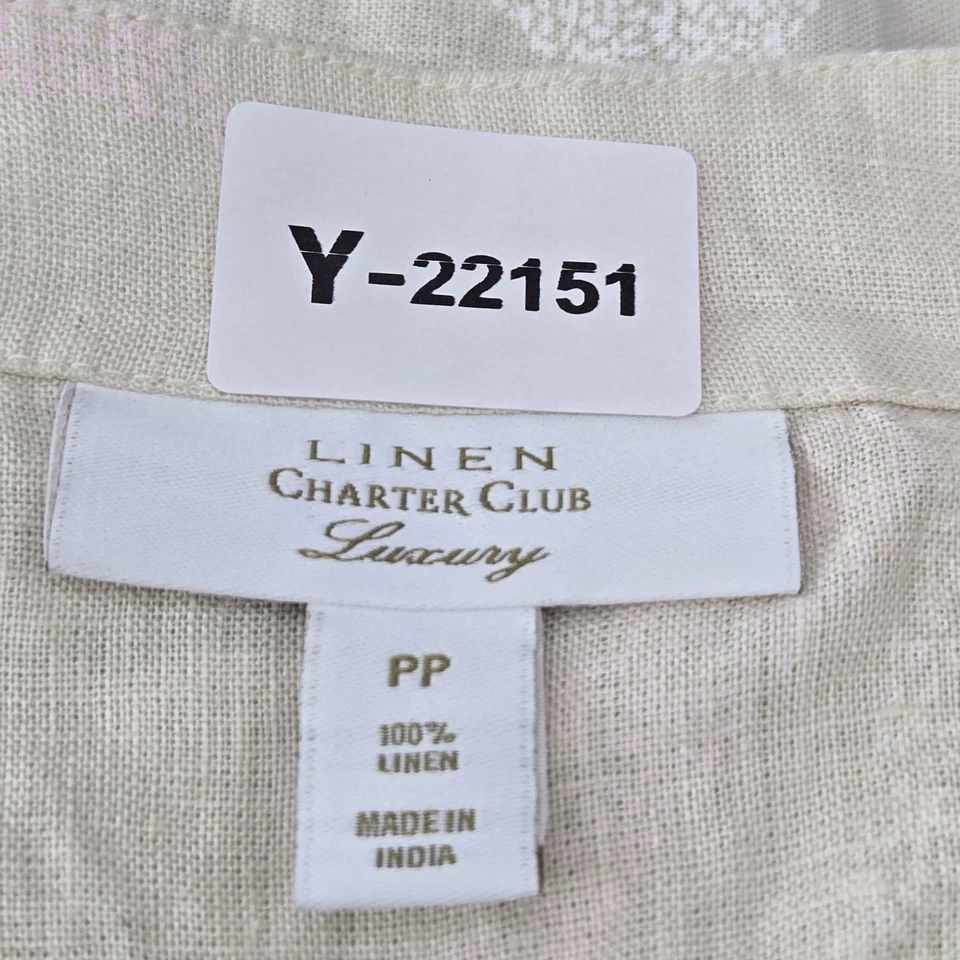 Y-22151
LINEN
CHARTER CLUB
Luxury
PP
100%
LINEN
MADE IN
INDIA